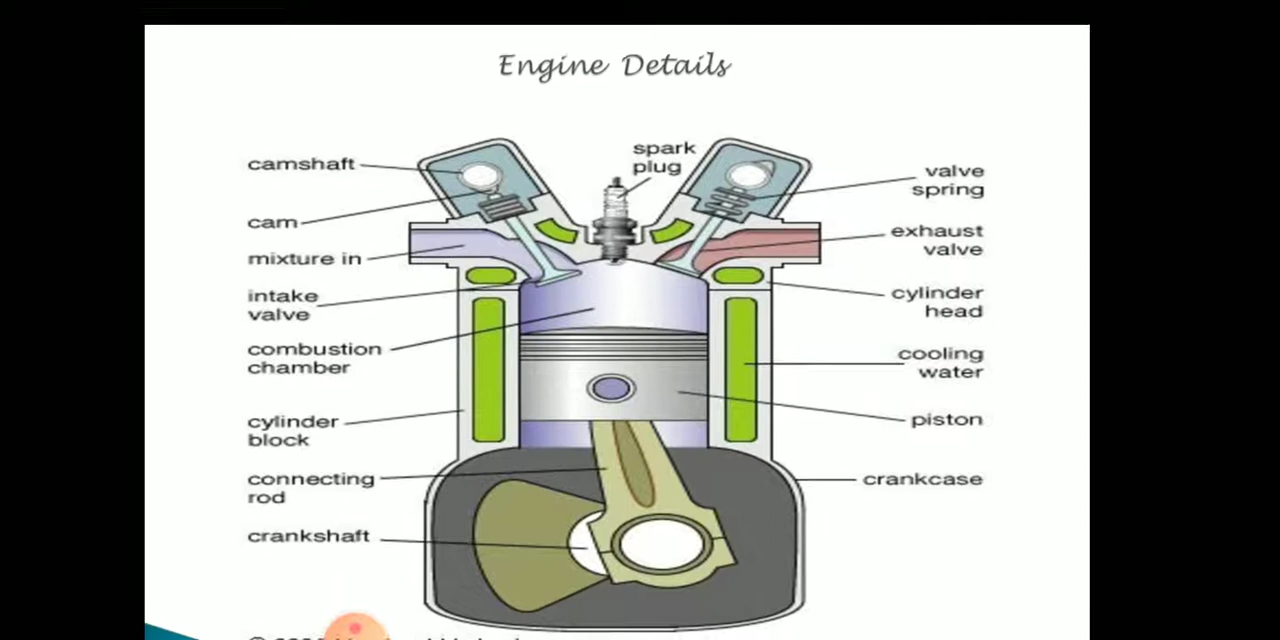 Engine Details
camshaft
cam
mixture in
intake
valve
combustion
chamber
cylinder
block
connecting
rod
crankshaft
spark
plug
valve
spring
exhaust
valve
cylinder
head
cooling
water
piston
crankcase